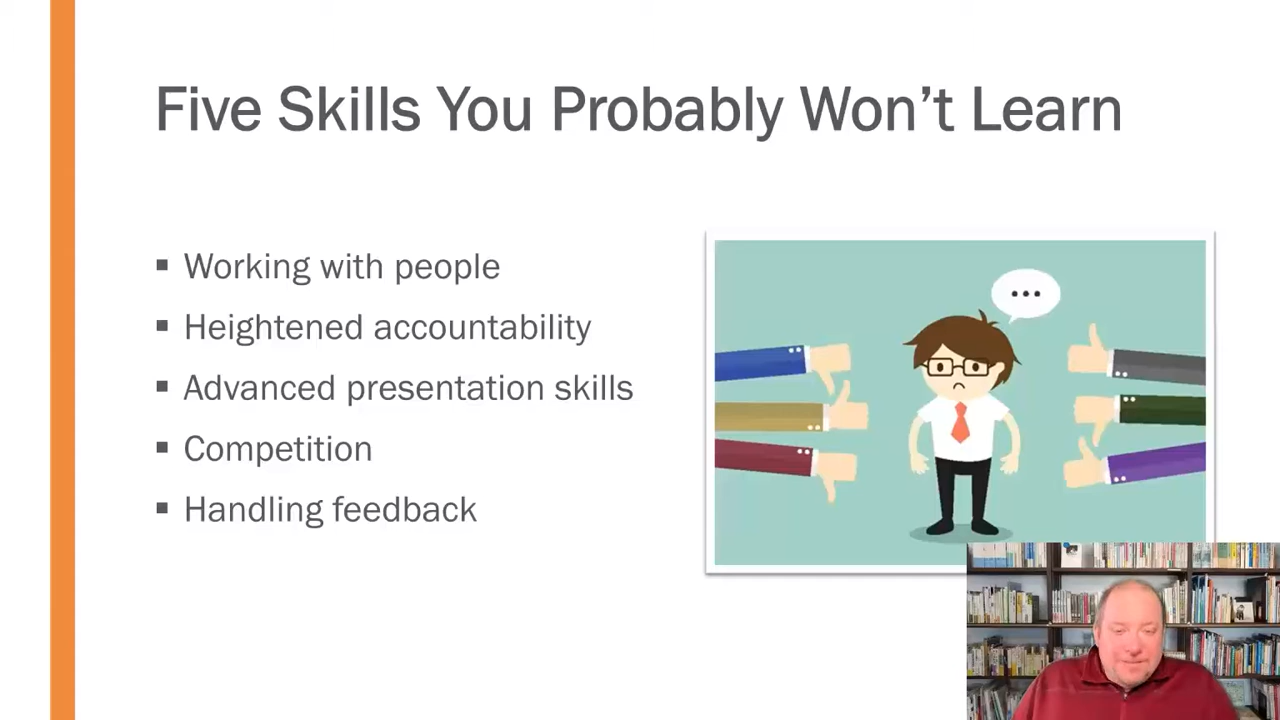 Five Skills You Probably Won’t Learn
▪ Working with people
▪ Heightened accountability
▪ Advanced presentation skills
▪ Competition
▪ Handling feedback